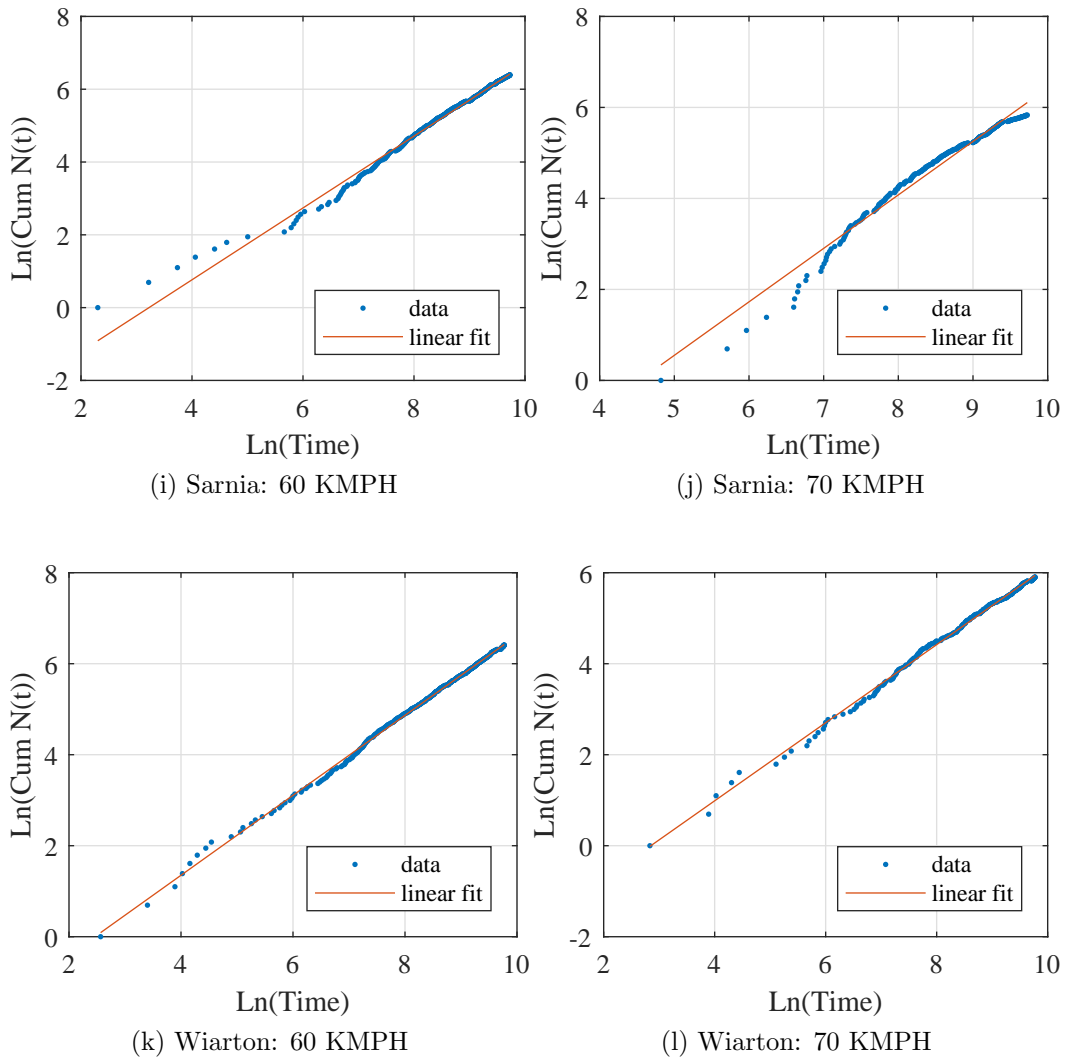 8
6
4
2
0
-2
2
4
6
8
10
Ln(Cum N(t))
Ln(Time)
data
linear fit
(i) Sarnia: 60 KMPH
8
6
4
2
0
4
5
6
7
8
9
10
Ln(Cum N(t))
Ln(Time)
data
linear fit
(j) Sarnia: 70 KMPH
8
6
4
2
0
2
4
6
8
10
Ln(Cum N(t))
Ln(Time)
data
linear fit
(k) Wiarton: 60 KMPH
6
4
2
0
-2
2
4
6
8
10
Ln(Cum N(t))
Ln(Time)
data
linear fit
(l) Wiarton: 70 KMPH